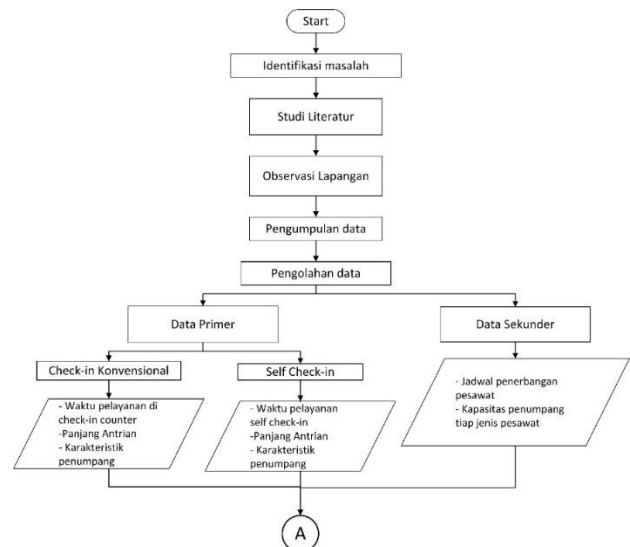 Start
Identifikasi masalah
Studi Literatur
Observasi Lapangan
Pengumpulan data
Pengolahan data
Data Primer
Data Sekunder
Check-in Konvensional
Self Check-in
- Waktu pelayanan di
check-in counter
-Panjang Antrian
- Karakteristik
penumpang
- Waktu pelayanan
self check-in
-Panjang Antrian
- Karakteristik
penumpang
- Jadwal penerbangan
pesawat
- Kapasitas penumpang
tiap jenis pesawat
A